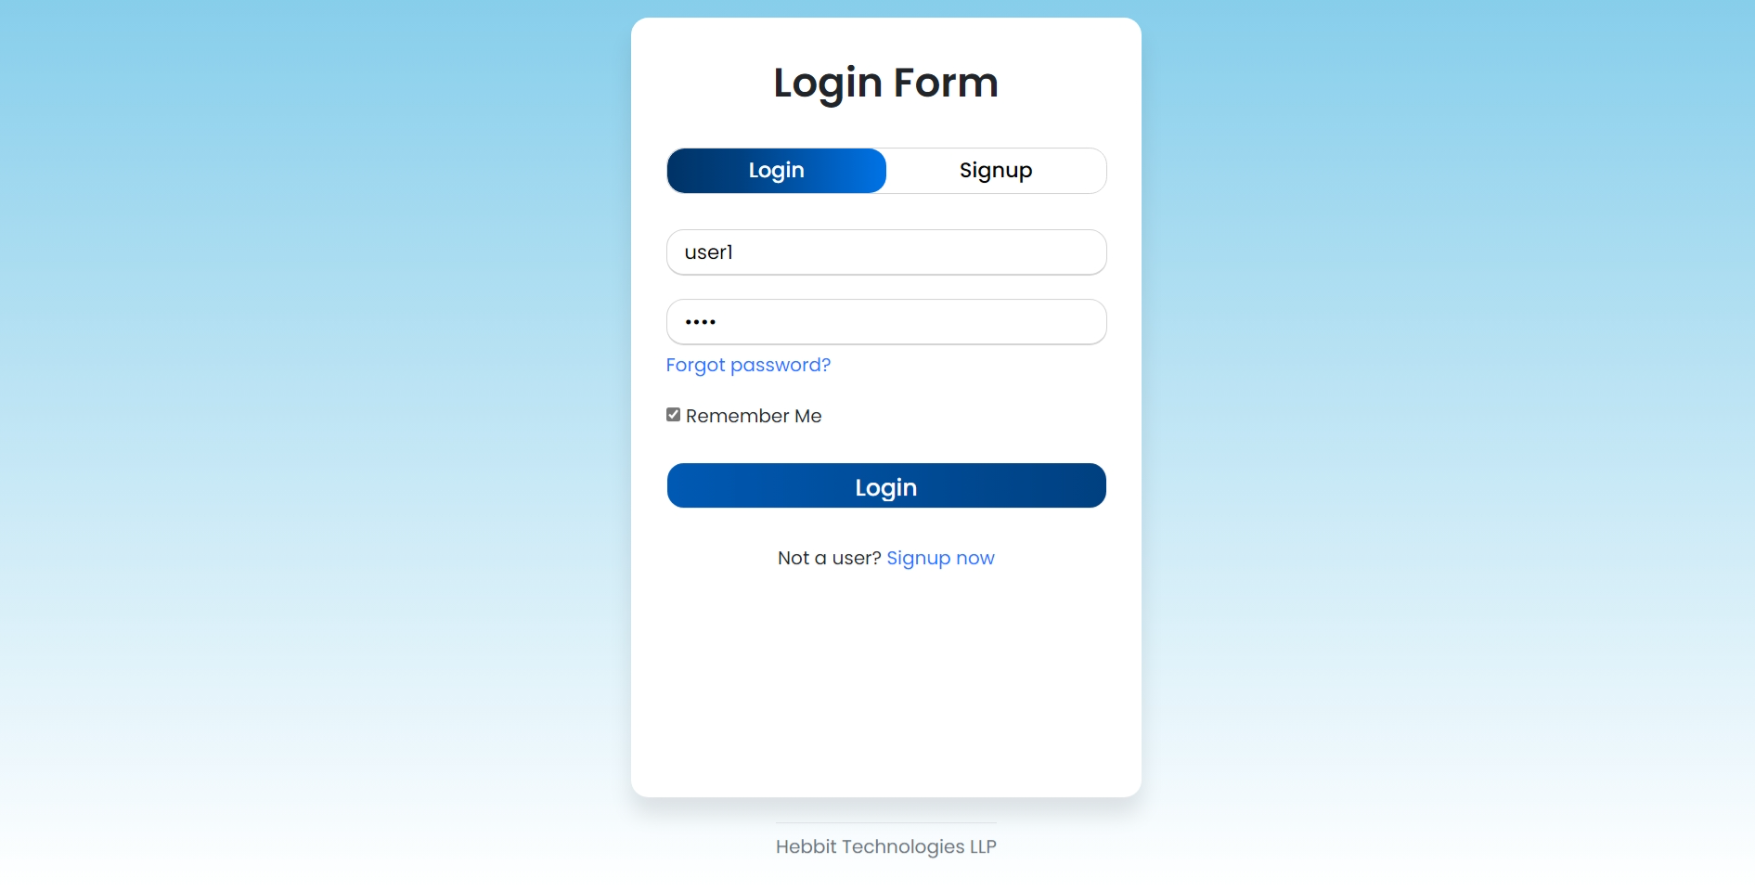 Login Form
Login Signup
user1
••••
Forgot password?
Remember Me
Login
Not a user? Signup now
Hebbit Technologies LLP